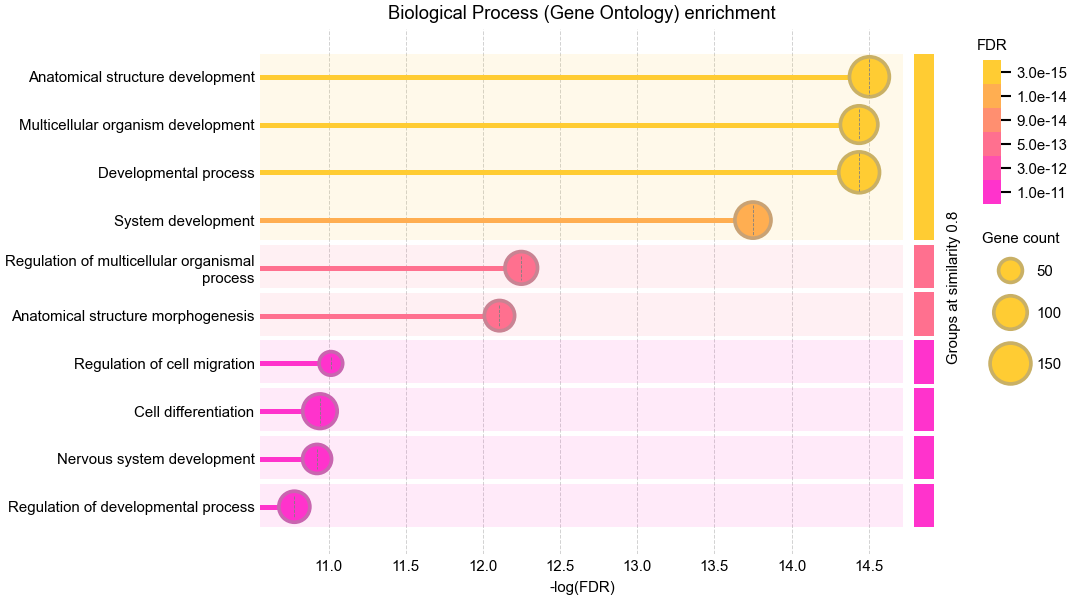 Biological Process (Gene Ontology) enrichment
Anatomical structure development
Multicellular organism development
Developmental process
System development
Regulation of multicellular organismal
process
Anatomical structure morphogenesis
Regulation of cell migration
Cell differentiation
Nervous system development
Regulation of developmental process
11.0 11.5 12.0 12.5 13.0 13.5 14.0 14.5
-log(FDR)
Groups at similarity 0.8
FDR
3.0e-15
1.0e-14
9.0e-14
5.0e-13
3.0e-12
1.0e-11
Gene count
50
100
150